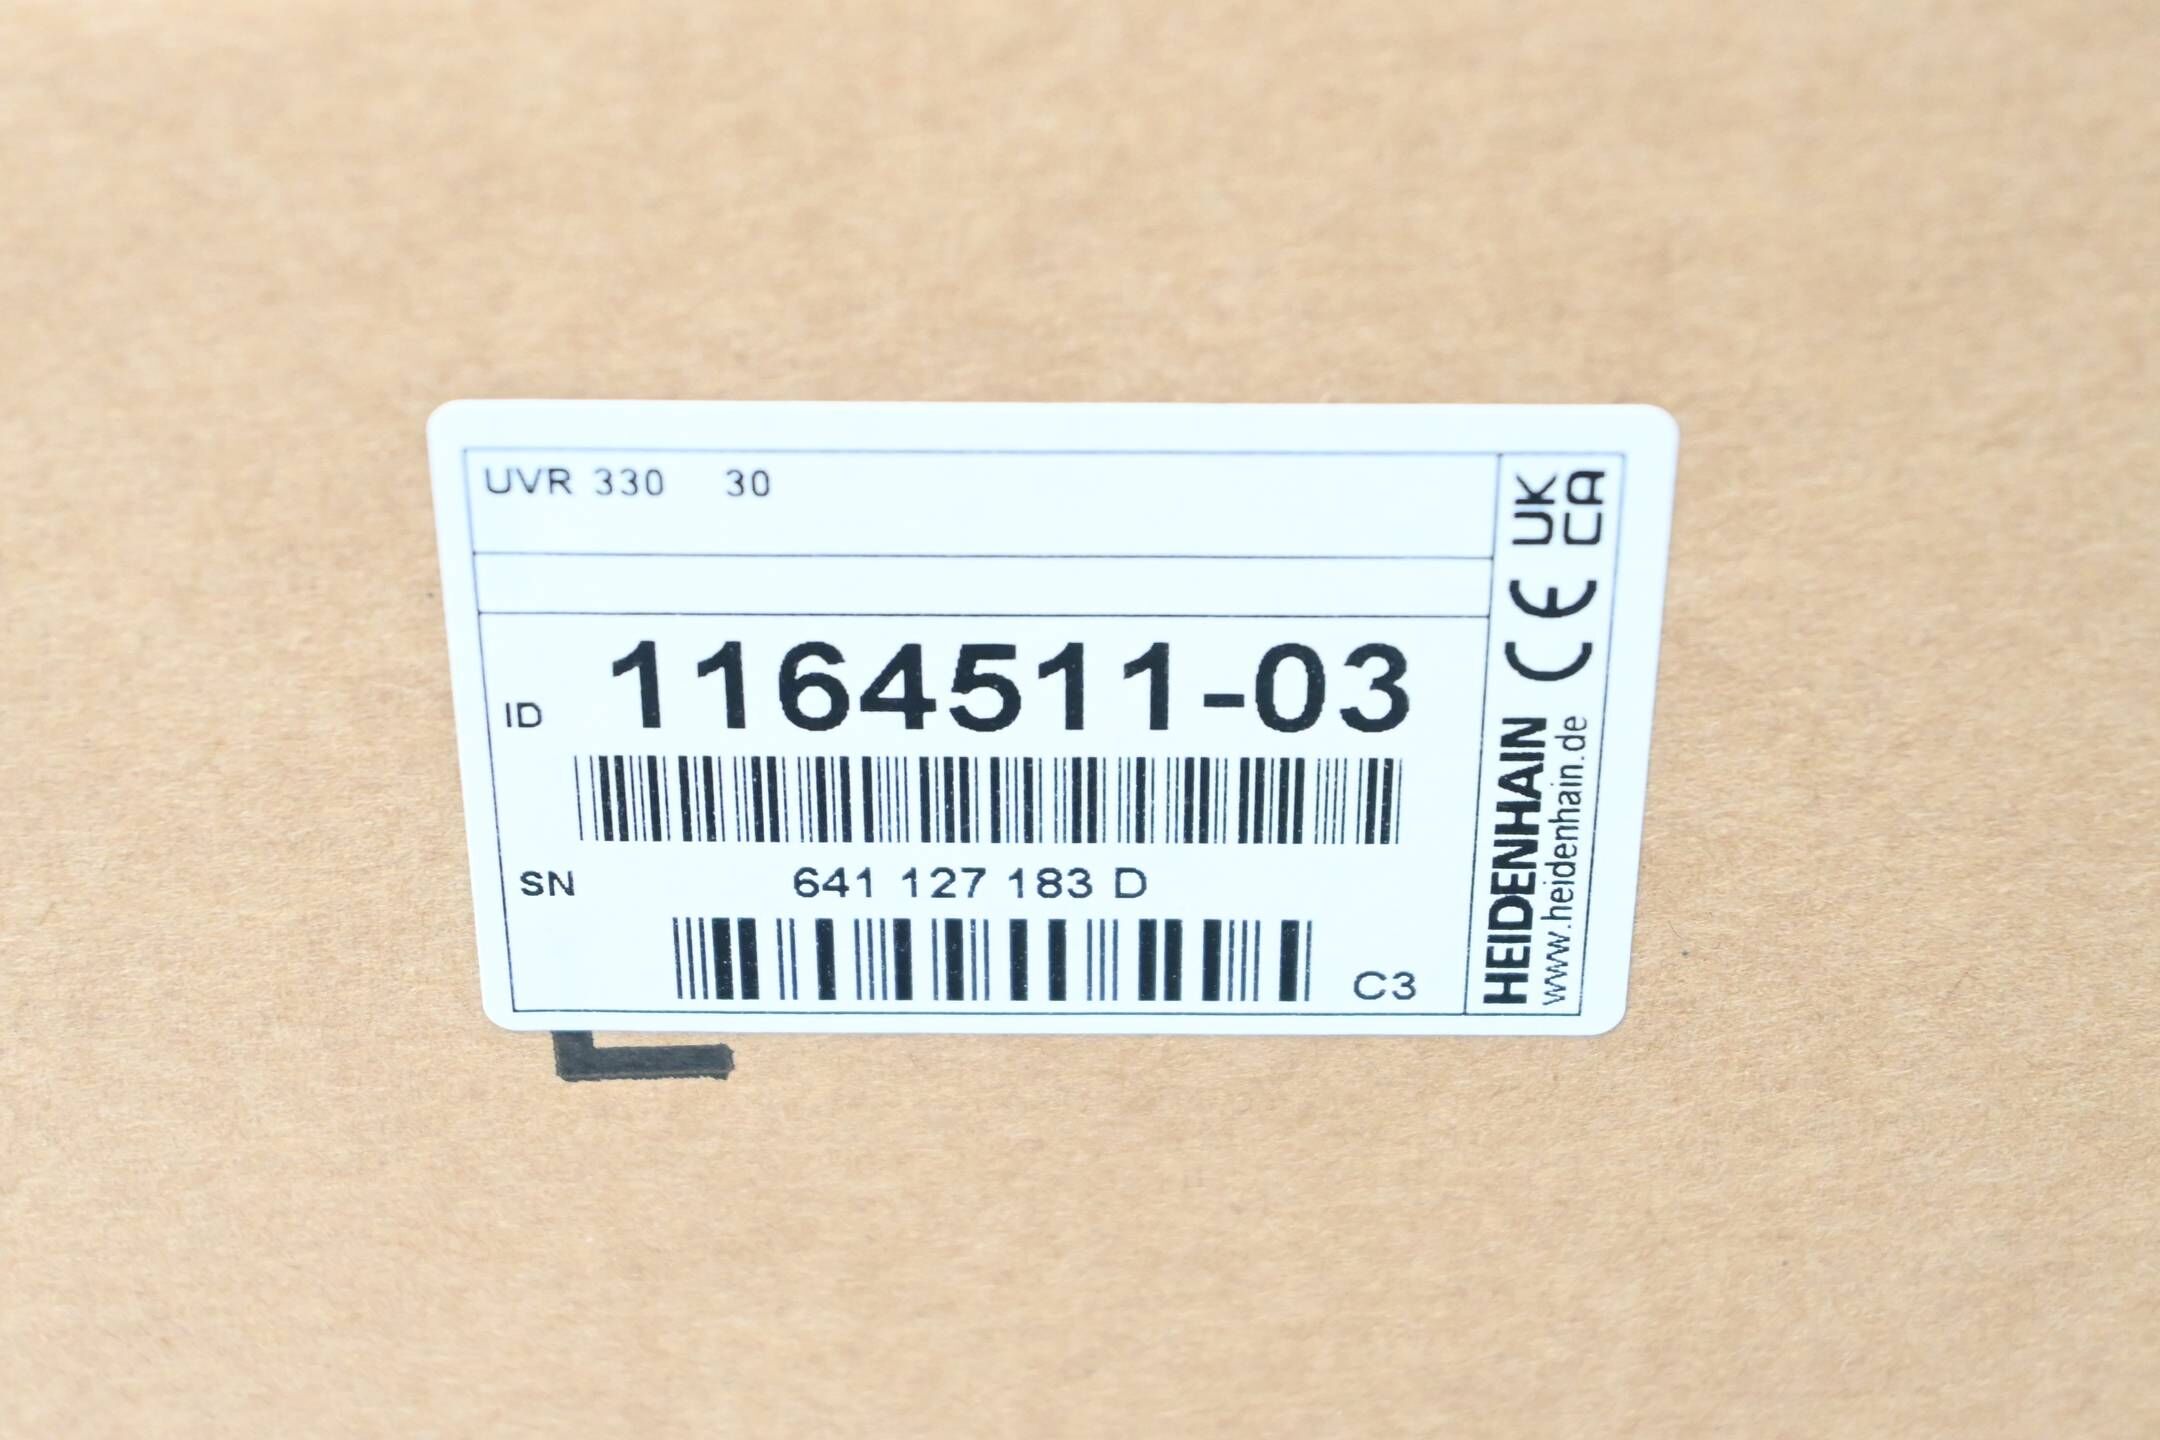 UVR 330 30
ID 1164511-03
SN 641 127 183 D
C3
HEIDENHAIN CE UK CA
www.heidenhain.de